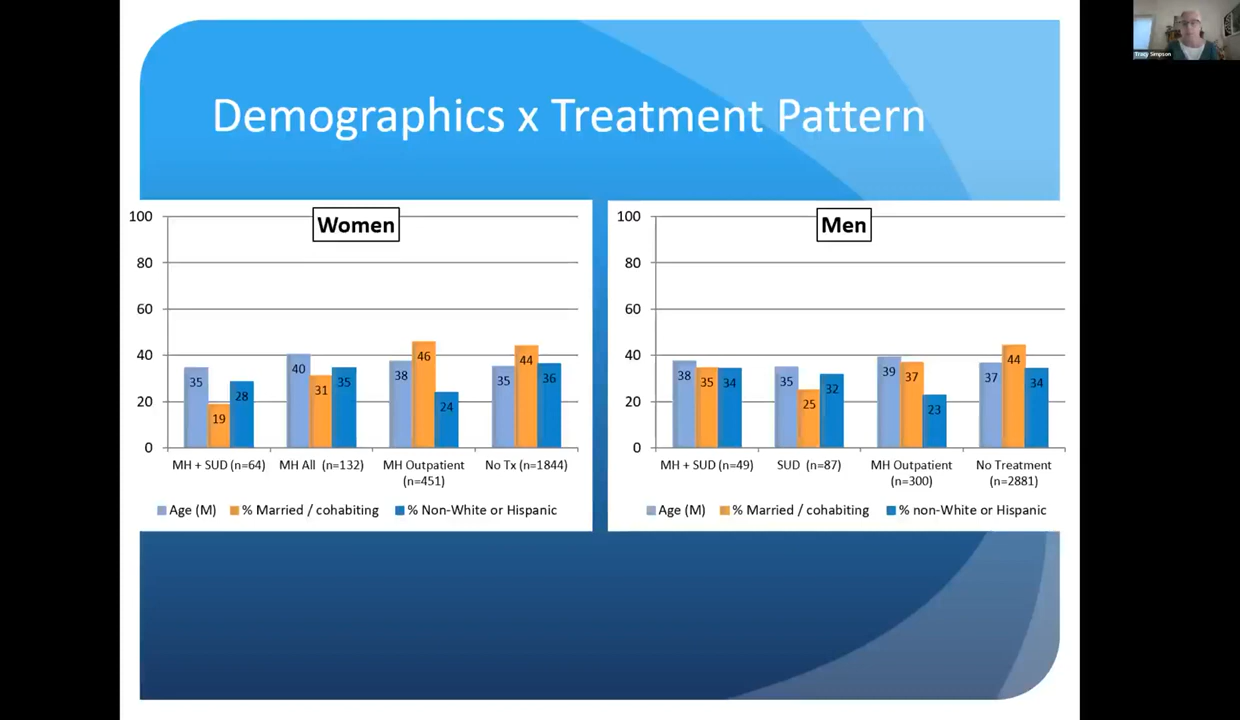 Demographics x Treatment Pattern
Women
100
80
60
40
20
0
35
19
28
40
31
35
38
46
24
35
44
36
MH + SUD (n=64)
MH All (n=132)
MH Outpatient
(n=451)
No Tx (n=1844)
Age (M)
% Married / cohabiting
% Non-White or Hispanic
Men
100
80
60
40
20
0
38
35
34
35
25
32
39
37
23
37
44
34
MH + SUD (n=49)
SUD (n=87)
MH Outpatient
(n=300)
No Treatment
(n=2881)
Age (M)
% Married / cohabiting
% non-White or Hispanic
Tracy Simpson